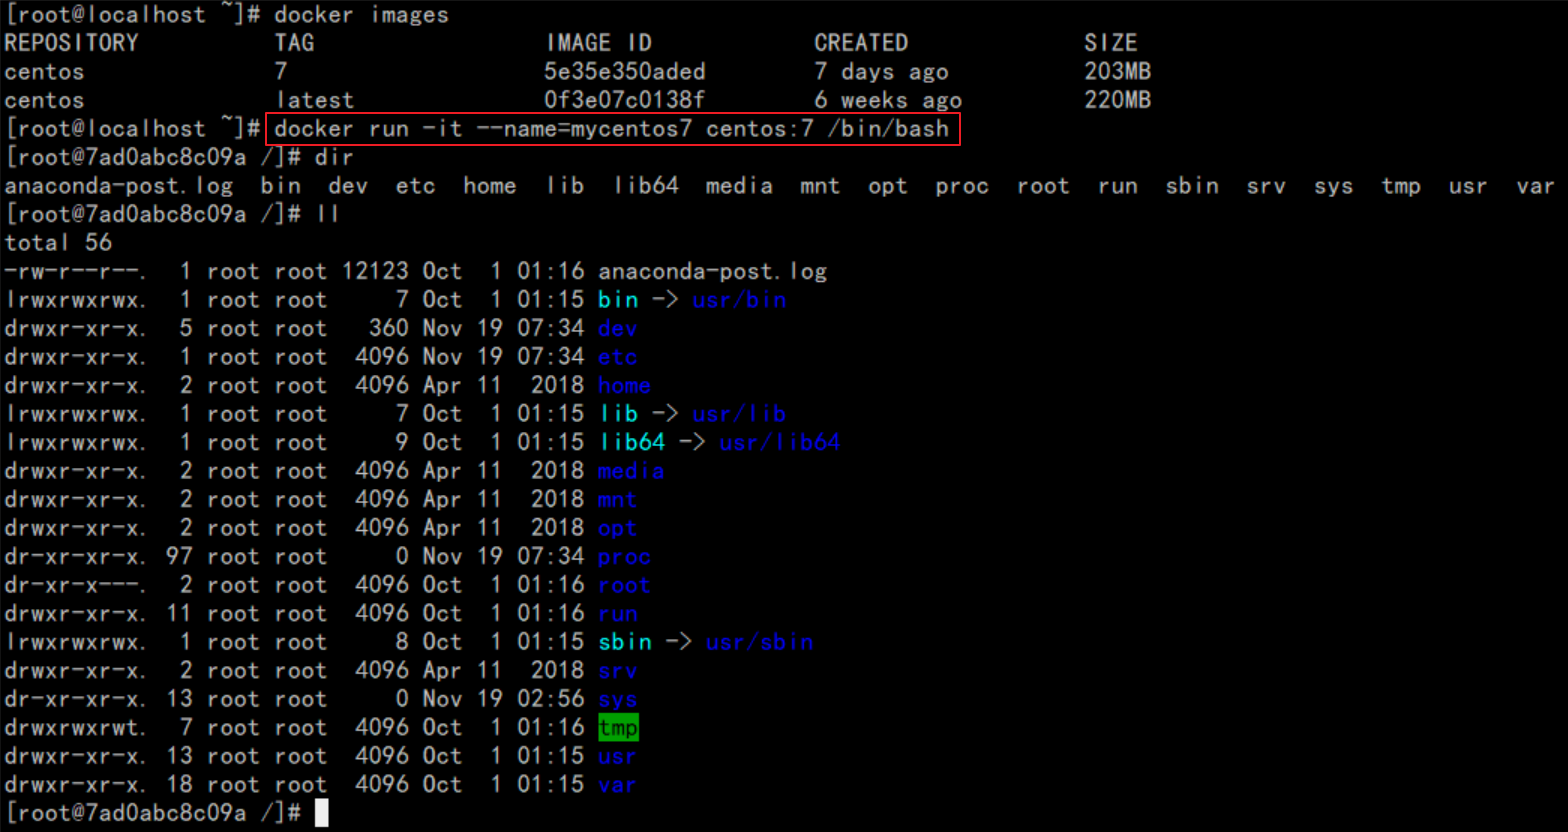 [root@localhost ~]# docker images
REPOSITORY          TAG                 IMAGE ID            CREATED             SIZE
centos              7                   5e35e350aded        7 days ago          203MB
centos              latest              0f3e07c0138f        6 weeks ago         220MB
[root@localhost ~]# docker run -it --name=mycentos7 centos:7 /bin/bash
[root@7ad0abc8c09a /]# dir
anaconda-post.log  bin  dev  etc  home  lib  lib64  media  mnt  opt  proc  root  run  sbin  srv  sys  tmp  usr  var
[root@7ad0abc8c09a /]# ll
total 56
-rw-r--r--.  1 root root 12123 Oct  1 01:16 anaconda-post.log
lrwxrwxrwx.  1 root root     7 Oct  1 01:15 bin -> usr/bin
drwxr-xr-x.  5 root root   360 Nov 19 07:34 dev
drwxr-xr-x.  1 root root  4096 Nov 19 07:34 etc
drwxr-xr-x.  2 root root  4096 Apr 11  2018 home
lrwxrwxrwx.  1 root root     7 Oct  1 01:15 lib -> usr/lib
lrwxrwxrwx.  1 root root     9 Oct  1 01:15 lib64 -> usr/lib64
drwxr-xr-x.  2 root root  4096 Apr 11  2018 media
drwxr-xr-x.  2 root root  4096 Apr 11  2018 mnt
drwxr-xr-x.  2 root root  4096 Apr 11  2018 opt
dr-xr-xr-x. 97 root root     0 Nov 19 07:34 proc
dr-xr-x---.  2 root root  4096 Oct  1 01:16 root
drwxr-xr-x. 11 root root  4096 Oct  1 01:16 run
lrwxrwxrwx.  1 root root     8 Oct  1 01:15 sbin -> usr/sbin
drwxr-xr-x.  2 root root  4096 Apr 11  2018 srv
dr-xr-xr-x. 13 root root     0 Nov 19 02:56 sys
drwxrwxrwt.  7 root root  4096 Oct  1 01:16 tmp
drwxr-xr-x. 13 root root  4096 Oct  1 01:15 usr
drwxr-xr-x. 18 root root  4096 Oct  1 01:15 var
[root@7ad0abc8c09a /]#